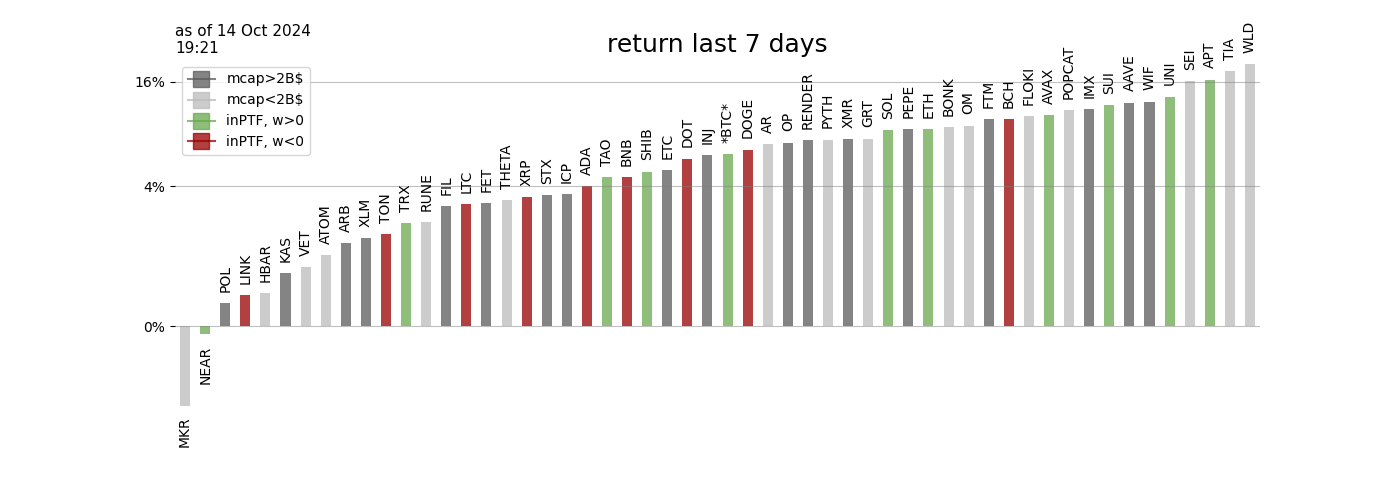 as of 14 Oct 2024
19:21
return last 7 days
mcap>2B$
mcap<2B$
inPTF, w>0
inPTF, w<0
16%
4%
0%
MKR
NEAR
POL
LINK
HBAR
KAS
VET
ATOM
ARB
XLM
TON
TRX
RUNE
FIL
LTC
FET
THETA
XRP
STX
ICP
ADA
TAO
BNB
SHIB
ETC
DOT
INJ
*BTC*
DOGE
AR
OP
RENDER
PYTH
XMR
GRT
SOL
PEPE
ETH
BONK
OM
FTM
BCH
FLOKI
AVAX
POPCAT
IMX
SUI
AAVE
WIF
UNI
SEI
APT
TIA
WLD